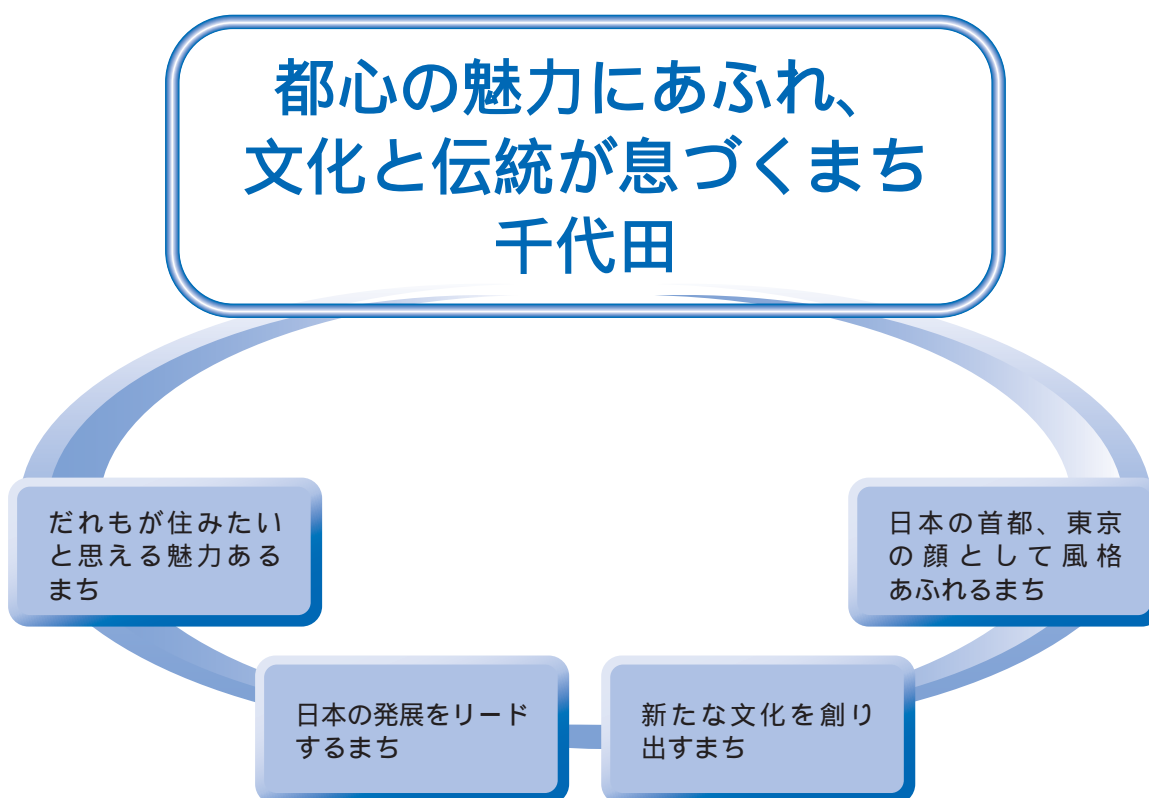 都心の魅力にあふれ、
文化と伝統が息づくまち
千代田
だれもが住みたい
と思える魅力ある
まち
日本の首都、東京
の顔として風格
あふれるまち
日本の発展をリード
するまち
新たな文化を創り
出すまち